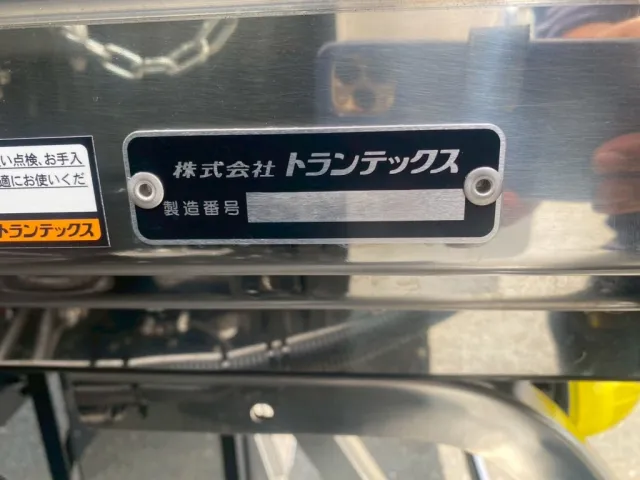 い点検、お手入
適にお使いくだ
トランテックス
株式会社 トランテックス
製造番号